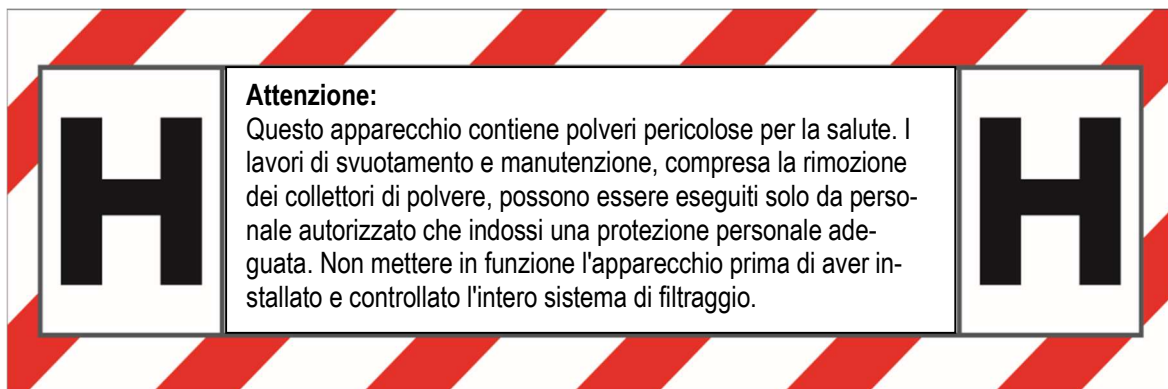 H
Attenzione:
Questo apparecchio contiene polveri pericolose per la salute. I
lavori di svuotamento e manutenzione, compresa la rimozione
dei collettori di polvere, possono essere eseguiti solo da perso-
nale autorizzato che indossi una protezione personale ade-
guata. Non mettere in funzione l'apparecchio prima di aver in-
stallato e controllato l'intero sistema di filtraggio.
H